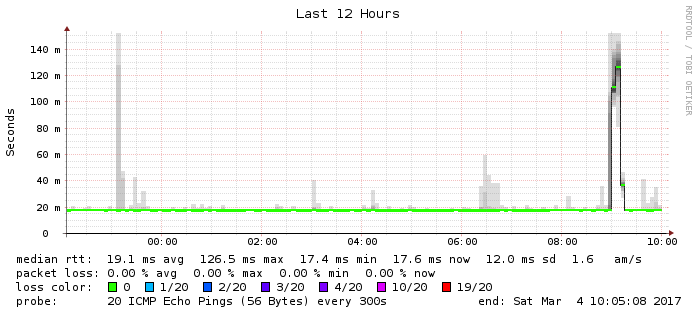 Last 12 Hours
RRDTOOL / TOBI OETIKER
Seconds
140 m
120 m
100 m
80 m
60 m
40 m
20 m
0
00:00 02:00 04:00 06:00 08:00 10:00
median rtt: 19.1 ms avg 126.5 ms max 17.4 ms min 17.6 ms now 12.0 ms sd 1.6 am/s
packet loss: 0.00 % avg 0.00 % max 0.00 % min 0.00 % now
loss color: 0 1/20 2/20 3/20 4/20 10/20 19/20
probe: 20 ICMP Echo Pings (56 Bytes) every 300s end: Sat Mar 4 10:05:08 2017